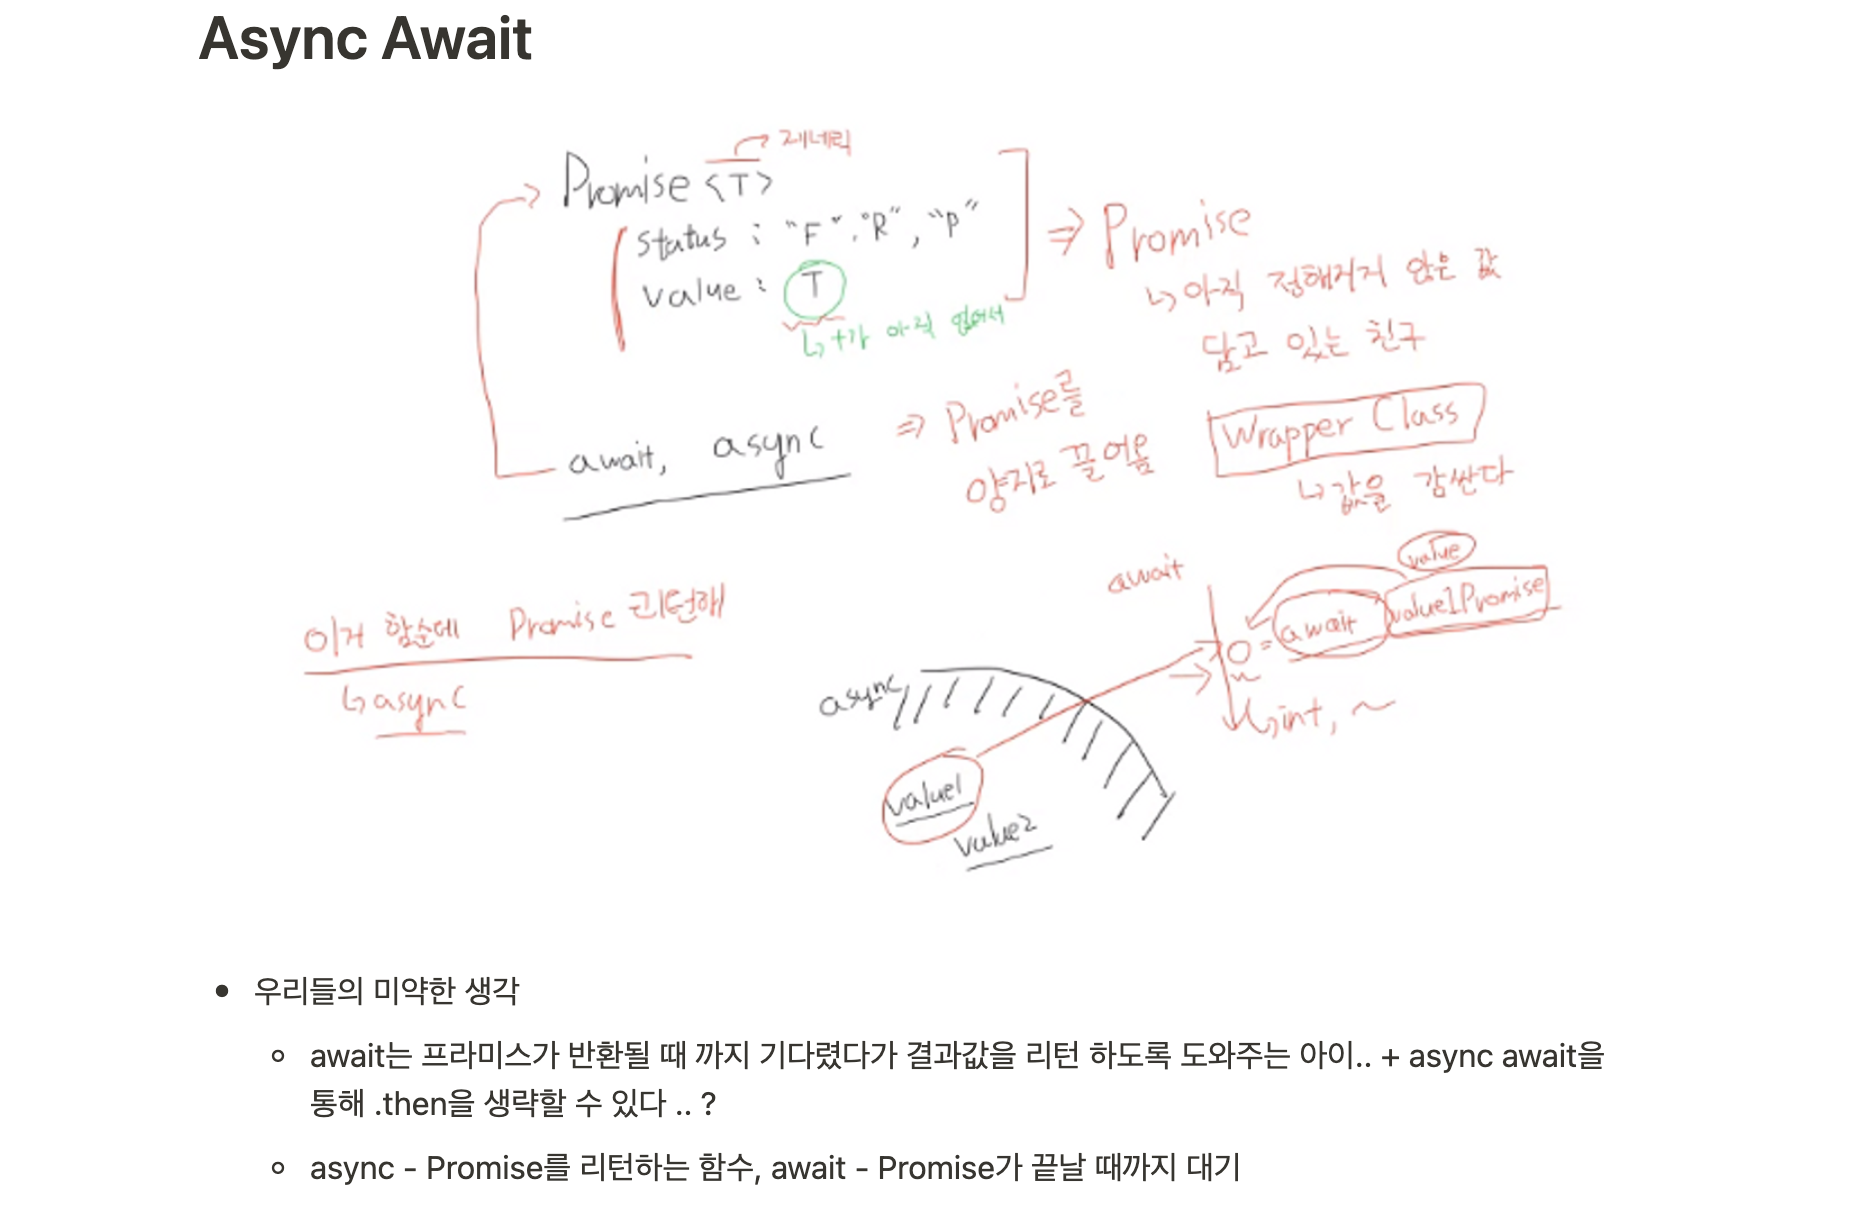 Async Await
제네릭
Promise <T>
status : "F", "R", "P"
value : T
↳ t가 아직 없어서
⇒ Promise
↳ 아직 정해지지 않은 값
담고 있는 친구
await, async
⇒ Promise를
양지로 끌어옴
Wrapper Class
↳ 값을 감싼다
이거 함순데 Promise 리턴해
↳ async
await
value
O = await value1Promise
↳ int, ~
async
value1
value2
• 우리들의 미약한 생각
◦ await는 프라미스가 반환될 때 까지 기다렸다가 결과값을 리턴 하도록 도와주는 아이.. + async await을
통해 .then을 생략할 수 있다 .. ?
◦ async - Promise를 리턴하는 함수, await - Promise가 끝날 때까지 대기